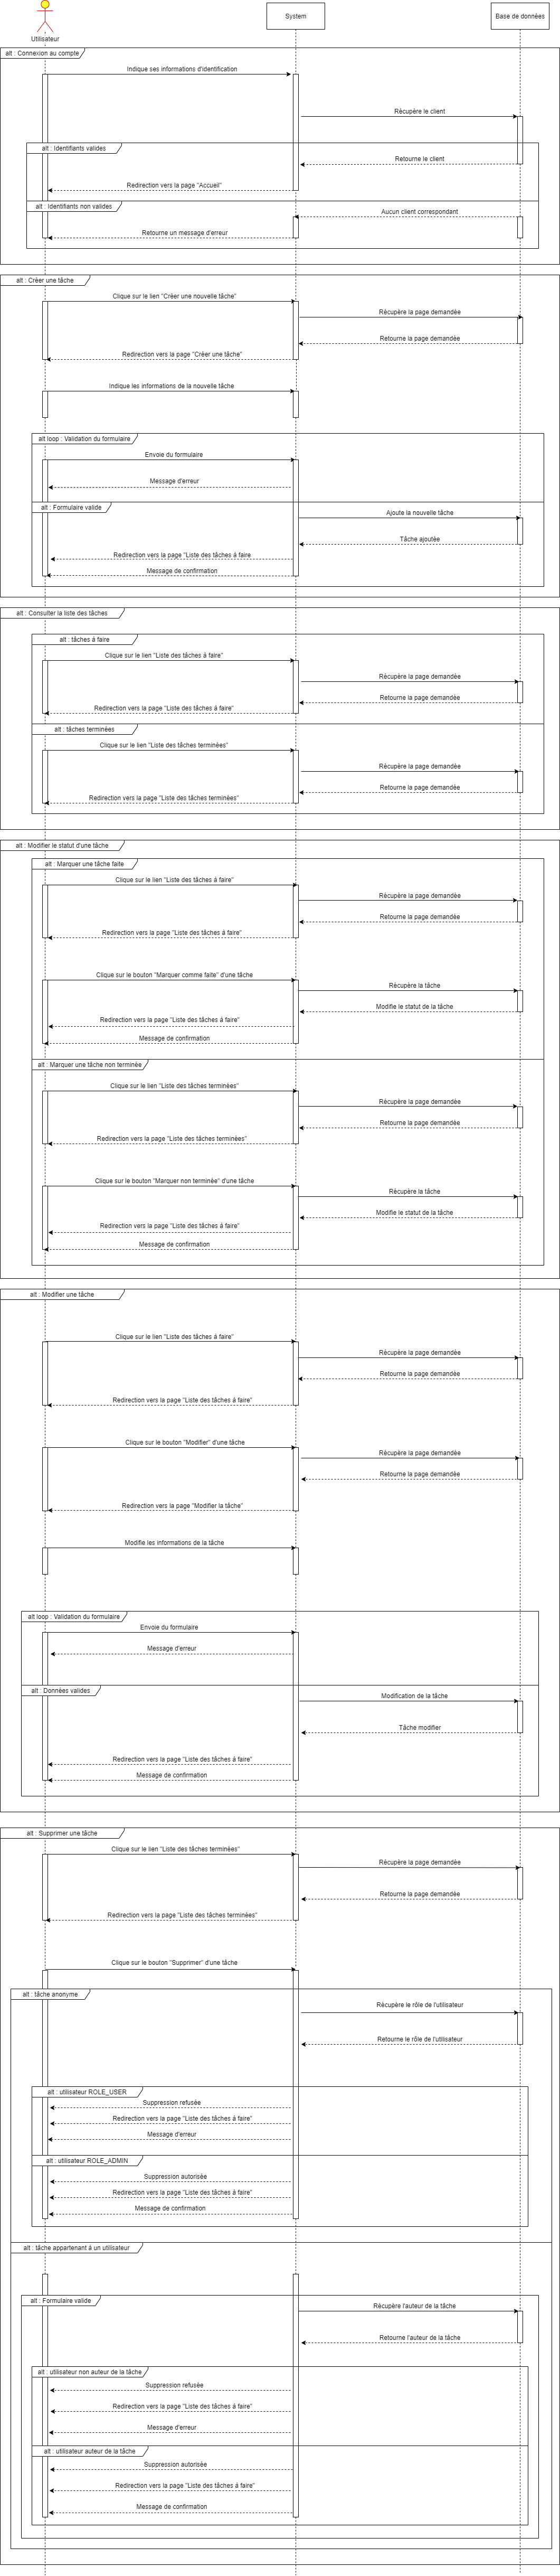 System
Base de données
Utilisateur
alt : Connexion au compte
Indique ses informations d'identification
Récupère le client
alt : Identifiants valides
Retourne le client
Redirection vers la page "Accueil"
alt : Identifiants non valides
Aucun client correspondant
Retourne un message d'erreur
alt : Créer une tâche
Clique sur le lien "Créer une nouvelle tâche"
Récupère la page demandée
Retourne la page demandée
Redirection vers la page "Créer une tâche"
Indique les informations de la nouvelle tâche
alt loop : Validation du formulaire
Envoie du formulaire
Message d'erreur
alt : Formulaire valide
Ajoute la nouvelle tâche
Tâche ajoutée
Redirection vers la page "Liste des tâches à faire
Message de confirmation
alt : Consulter la liste des tâches
alt : tâches à faire
Clique sur le lien "Liste des tâches à faire"
Récupère la page demandée
Retourne la page demandée
Redirection vers la page "Liste des tâches à faire"
alt : tâches terminées
Clique sur le lien "Liste des tâches terminées"
Récupère la page demandée
Retourne la page demandée
Redirection vers la page "Liste des tâches terminées"
alt : Modifier le statut d'une tâche
alt : Marquer une tâche faite
Clique sur le lien "Liste des tâches à faire"
Récupère la page demandée
Retourne la page demandée
Redirection vers la page "Liste des tâches à faire"
Clique sur le bouton "Marquer comme faite" d'une tâche
Récupère la tâche
Modifie le statut de la tâche
Redirection vers la page "Liste des tâches à faire"
Message de confirmation
alt : Marquer une tâche non terminée
Clique sur le lien "Liste des tâches terminées"
Récupère la page demandée
Retourne la page demandée
Redirection vers la page "Liste des tâches terminées"
Clique sur le bouton "Marquer non terminée" d'une tâche
Récupère la tâche
Modifie le statut de la tâche
Redirection vers la page "Liste des tâches à faire"
Message de confirmation
alt : Modifier une tâche
Clique sur le lien "Liste des tâches à faire"
Récupère la page demandée
Retourne la page demandée
Redirection vers la page "Liste des tâches à faire"
Clique sur le bouton "Modifier" d'une tâche
Récupère la page demandée
Retourne la page demandée
Redirection vers la page "Modifier la tâche"
Modifie les informations de la tâche
alt loop : Validation du formulaire
Envoie du formulaire
Message d'erreur
alt : Données valides
Modification de la tâche
Tâche modifier
Redirection vers la page "Liste des tâches à faire"
Message de confirmation
alt : Supprimer une tâche
Clique sur le lien "Liste des tâches terminées"
Récupère la page demandée
Retourne la page demandée
Redirection vers la page "Liste des tâches terminées"
Clique sur le bouton "Supprimer" d'une tâche
alt : tâche anonyme
Récupère le rôle de l'utilisateur
Retourne le rôle de l'utilisateur
alt : utilisateur ROLE_USER
Suppression refusée
Redirection vers la page "Liste des tâches à faire"
Message d'erreur
alt : utilisateur ROLE_ADMIN
Suppression autorisée
Redirection vers la page "Liste des tâches à faire"
Message de confirmation
alt : tâche appartenant à un utilisateur
alt : Formulaire valide
Récupère l'auteur de la tâche
Retourne l'auteur de la tâche
alt : utilisateur non auteur de la tâche
Suppression refusée
Redirection vers la page "Liste des tâches à faire"
Message d'erreur
alt : utilisateur auteur de la tâche
Suppression autorisée
Redirection vers la page "Liste des tâches à faire"
Message de confirmation